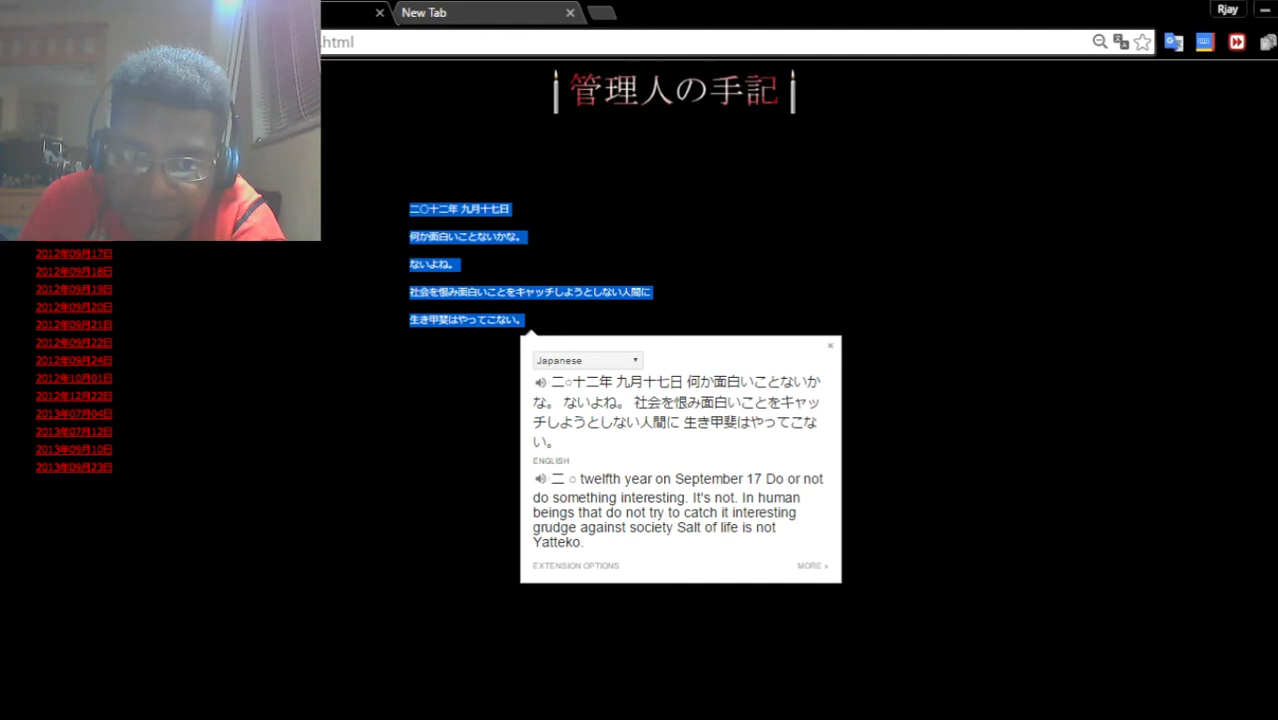 New Tab
Rjay
.html
管理人の手記
二〇十二年 九月十七日
何か面白いことないかな。
ないよね。
社会を恨み面白いことをキャッチしようとしない人間に
生き甲斐はやってこない。
2012年09月17日
2012年09月18日
2012年09月19日
2012年09月20日
2012年09月21日
2012年09月22日
2012年09月24日
2012年10月01日
2012年12月22日
2013年07月04日
2013年07月12日
2013年09月10日
2013年09月23日
Japanese
二○十二年 九月十七日 何か面白いことないか
な。 ないよね。 社会を恨み面白いことをキャッ
チしようとしない人間に 生き甲斐はやってこな
い。
ENGLISH
二 ○ twelfth year on September 17 Do or not
do something interesting. It's not. In human
beings that do not try to catch it interesting
grudge against society Salt of life is not
Yatteko.
EXTENSION OPTIONS
MORE »